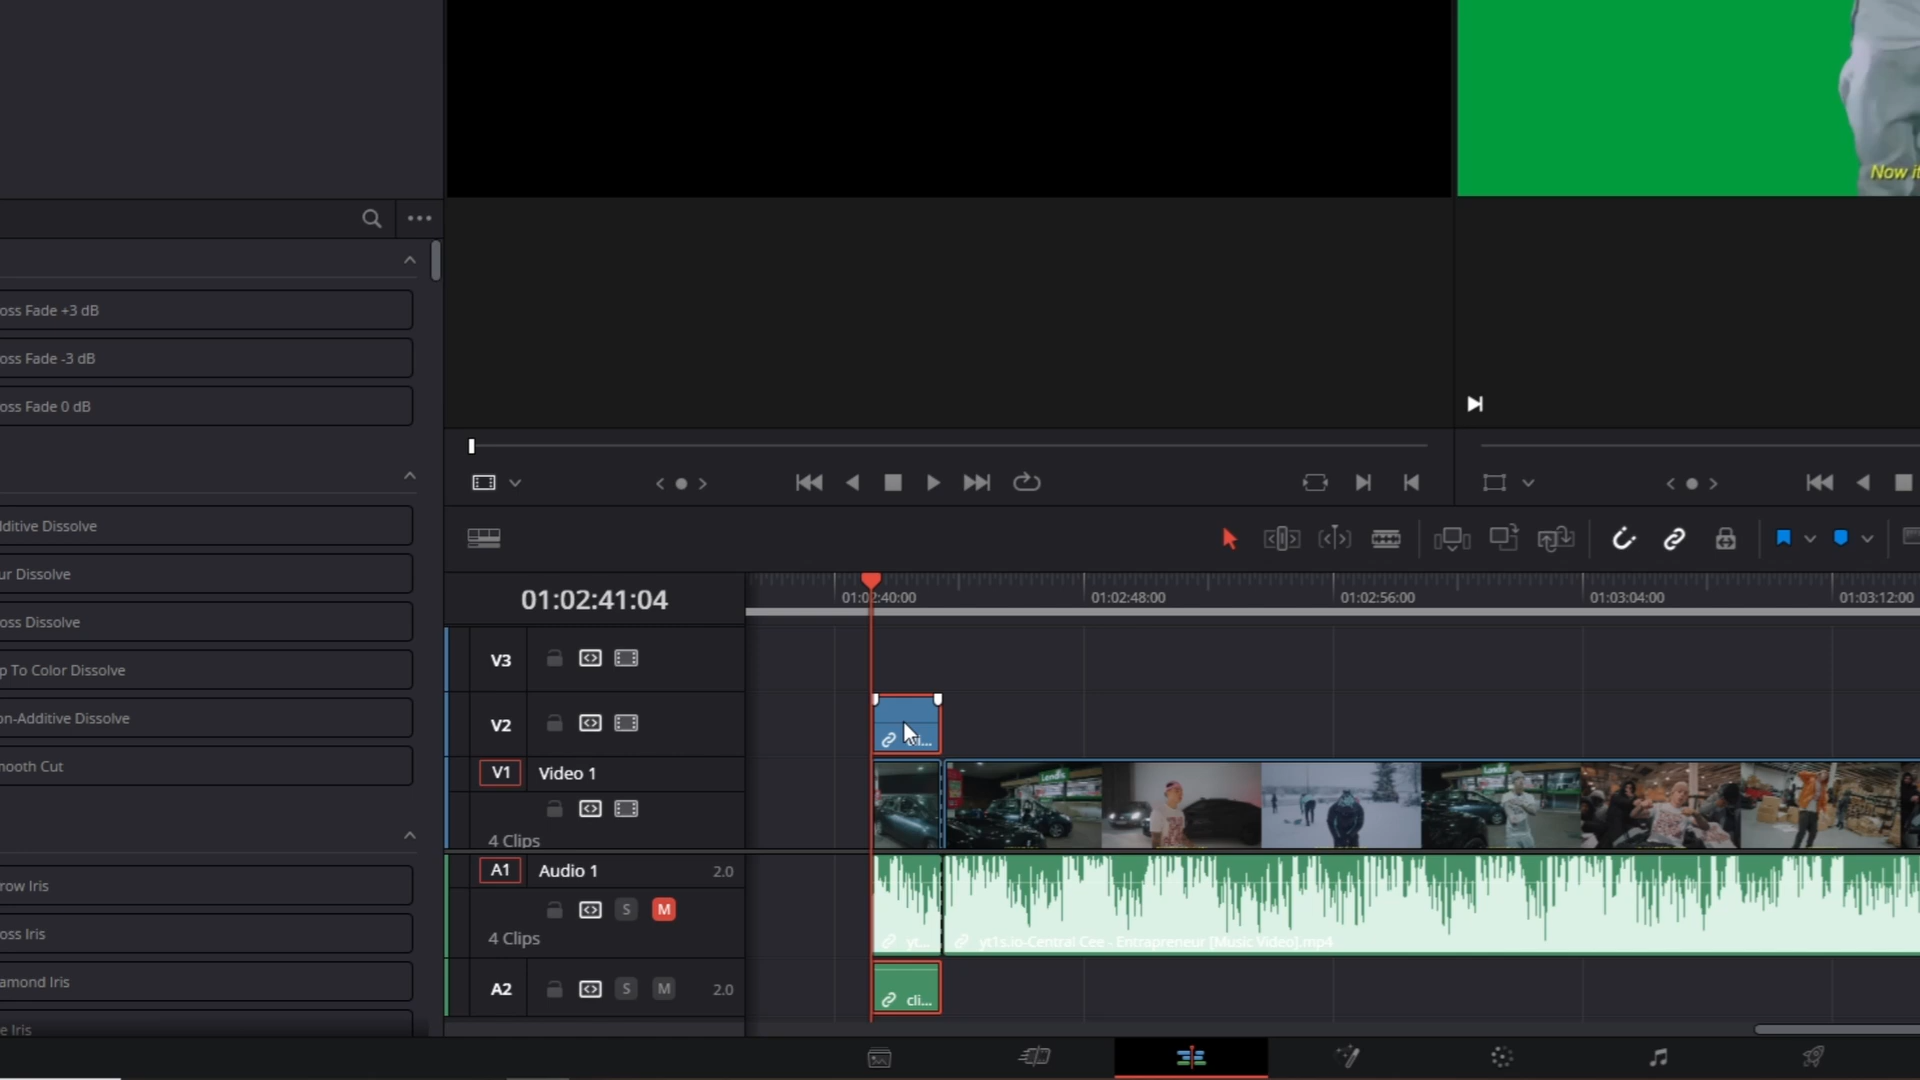 Now it
oss Fade +3 dB
oss Fade -3 dB
oss Fade 0 dB
dditive Dissolve
ur Dissolve
oss Dissolve
p To Color Dissolve
on-Additive Dissolve
mooth Cut
row Iris
oss Iris
amond Iris
e Iris
01:02:41:04
01:02:40:00
01:02:48:00
01:02:56:00
01:03:04:00
01:03:12:00
V3
V2
V1 Video 1
4 Clips
A1 Audio 1 2.0
S M
4 Clips
yt...
yt1s.io-Central Cee - Entrapreneur [Music Video].mp4
A2 S M 2.0
cli...